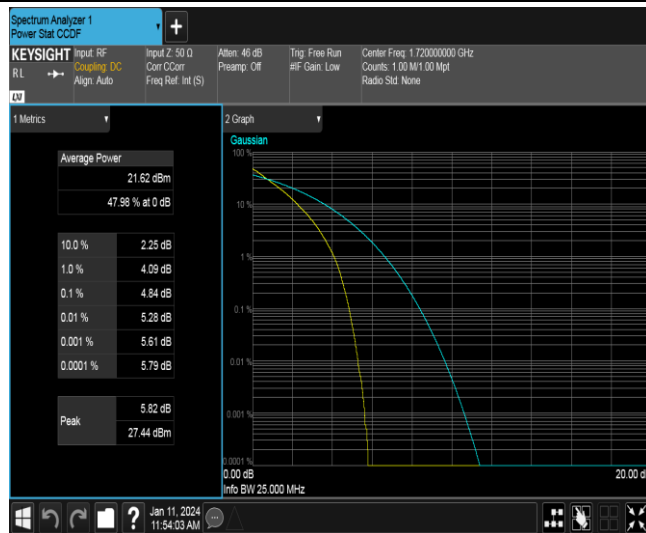 Spectrum Analyzer 1
Power Stat CCDF
KEYSIGHT
RL
Input: RF
Coupling: DC
Align: Auto
Input Z: 50 Ω
Corr CCorr
Freq Ref: Int (S)
Atten: 46 dB
Preamp: Off
Trig: Free Run
#IF Gain: Low
Center Freq: 1.720000000 GHz
Counts: 1.00 M/1.00 Mpt
Radio Std: None
1 Metrics
Average Power
21.62 dBm
47.98 % at 0 dB
10.0 % 2.25 dB
1.0 % 4.09 dB
0.1 % 4.84 dB
0.01 % 5.28 dB
0.001 % 5.61 dB
0.0001 % 5.79 dB
Peak
5.82 dB
27.44 dBm
2 Graph
Gaussian
100 %
10 %
1 %
0.1 %
0.01 %
0.001 %
0.0001 %
0.00 dB
20.00 d
Info BW 25.000 MHz
?
Jan 11, 2024
11:54:03 AM